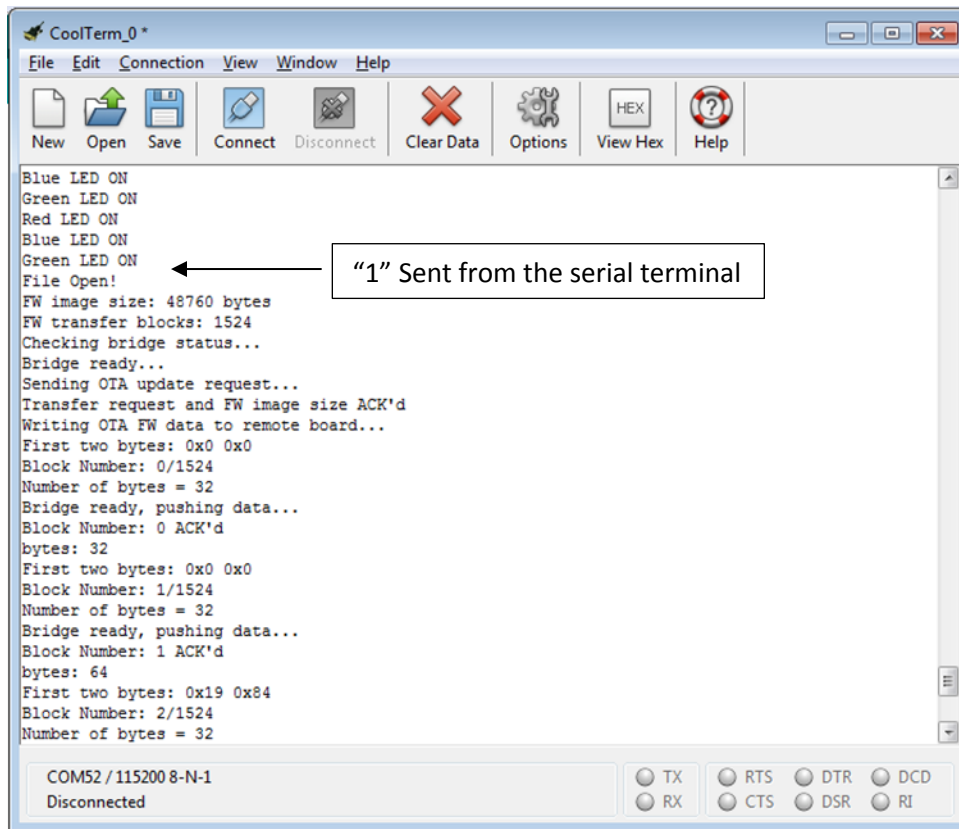 CoolTerm_0 *
File Edit Connection View Window Help
HEX
New Open Save Connect Disconnect Clear Data Options View Hex Help
Blue LED ON
Green LED ON
Red LED ON
Blue LED ON
Green LED ON
“1” Sent from the serial terminal
File Open!
FW image size: 48760 bytes
FW transfer blocks: 1524
Checking bridge status...
Bridge ready...
Sending OTA update request...
Transfer request and FW image size ACK'd
Writing OTA FW data to remote board...
First two bytes: 0x0 0x0
Block Number: 0/1524
Number of bytes = 32
Bridge ready, pushing data...
Block Number: 0 ACK'd
bytes: 32
First two bytes: 0x0 0x0
Block Number: 1/1524
Number of bytes = 32
Bridge ready, pushing data...
Block Number: 1 ACK'd
bytes: 64
First two bytes: 0x19 0x84
Block Number: 2/1524
Number of bytes = 32
COM52 / 115200 8-N-1
Disconnected
TX RTS DTR DCD
RX CTS DSR RI